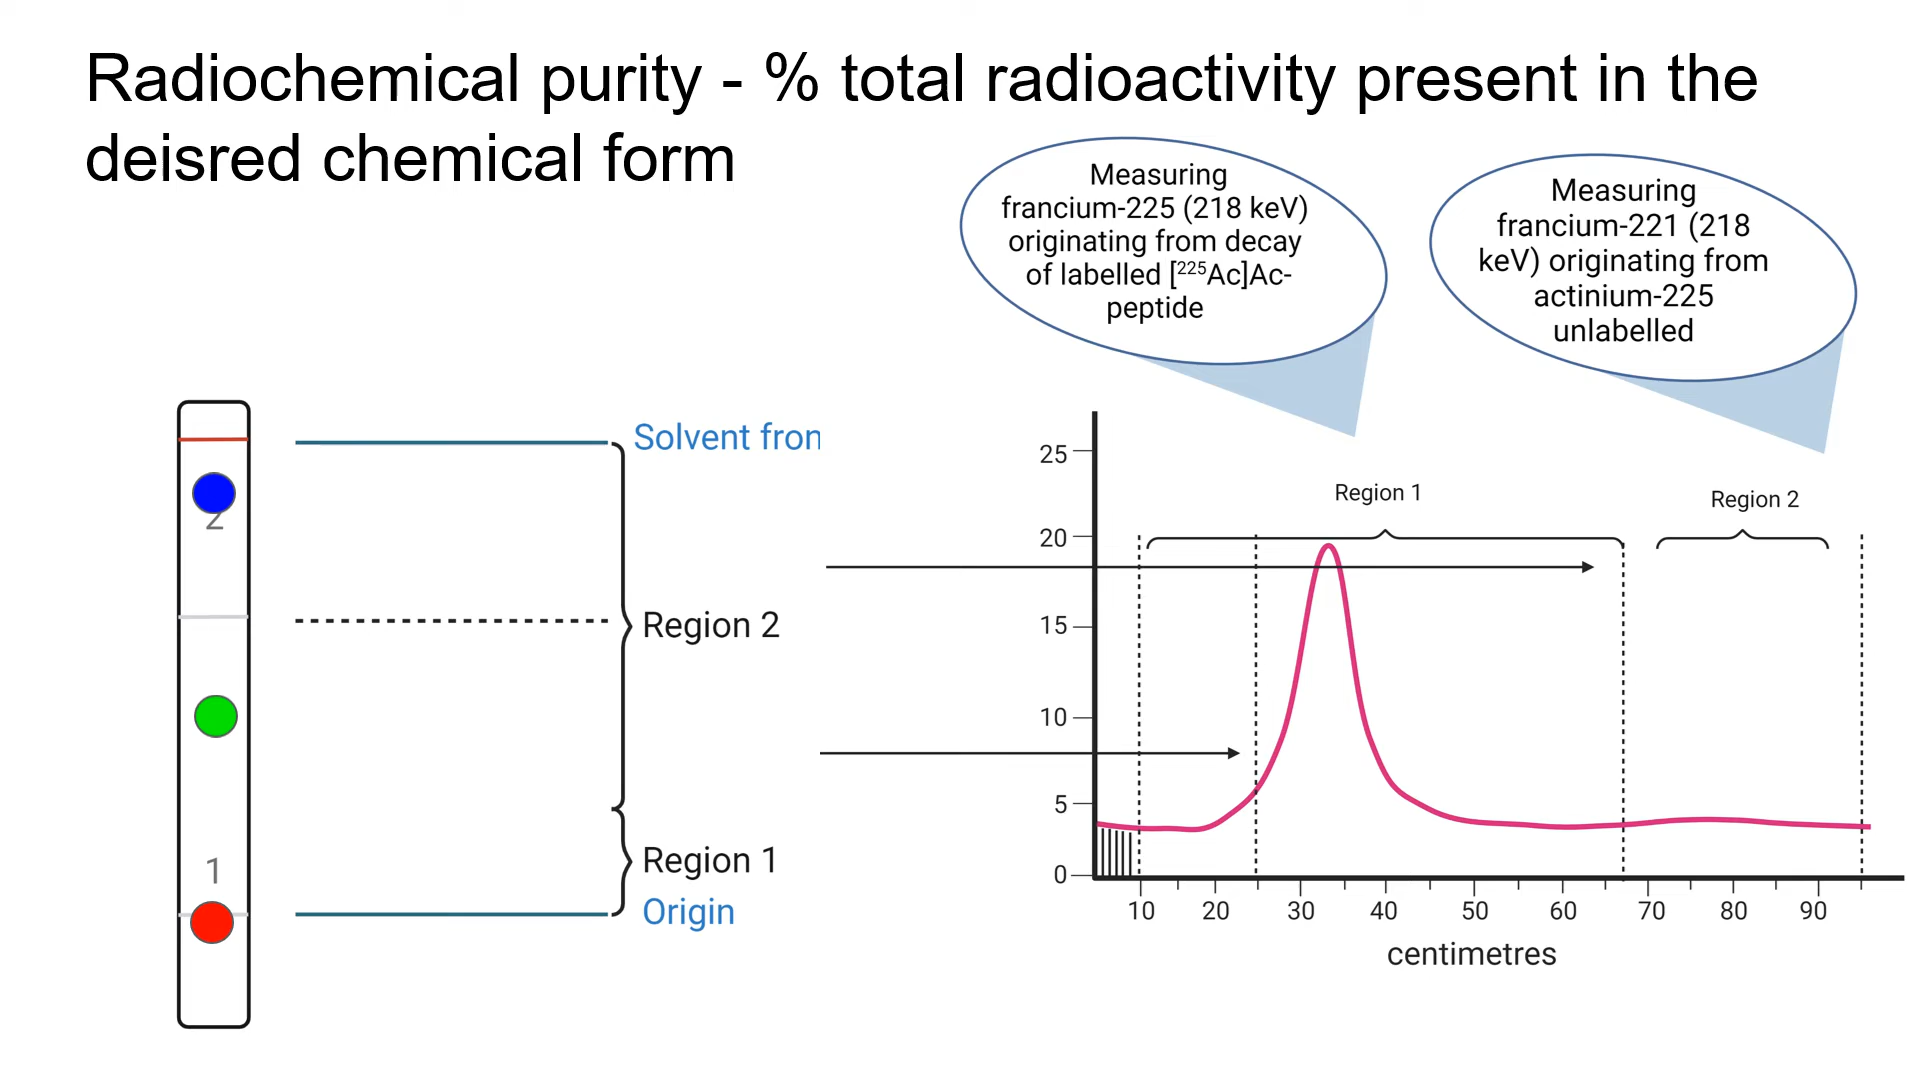 Radiochemical purity - % total radioactivity present in the
deisred chemical form
Measuring
francium-225 (218 keV)
originating from decay
of labelled [²²⁵Ac]Ac-
peptide
Measuring
francium-221 (218
keV) originating from
actinium-225
unlabelled
Solvent fron
2
Region 2
1
Region 1
Origin
25
20
15
10
5
0
Region 1
Region 2
10 20 30 40 50 60 70 80 90
centimetres